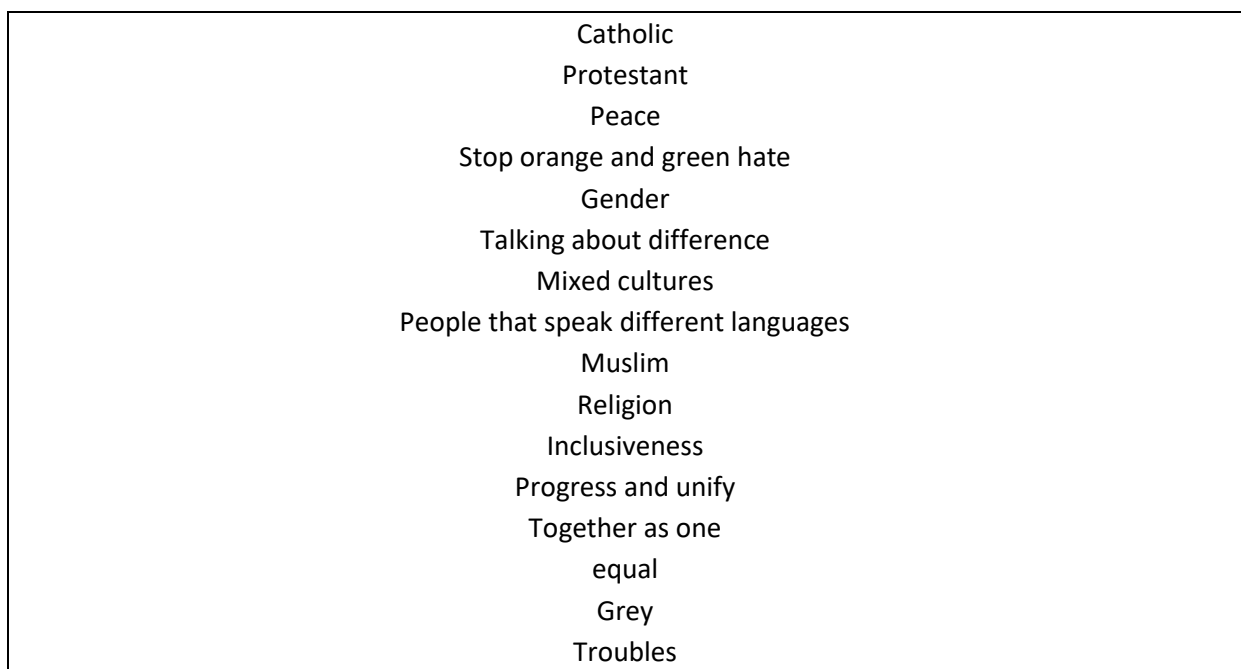 Catholic
Protestant
Peace
Stop orange and green hate
Gender
Talking about difference
Mixed cultures
People that speak different languages
Muslim
Religion
Inclusiveness
Progress and unify
Together as one
equal
Grey
Troubles